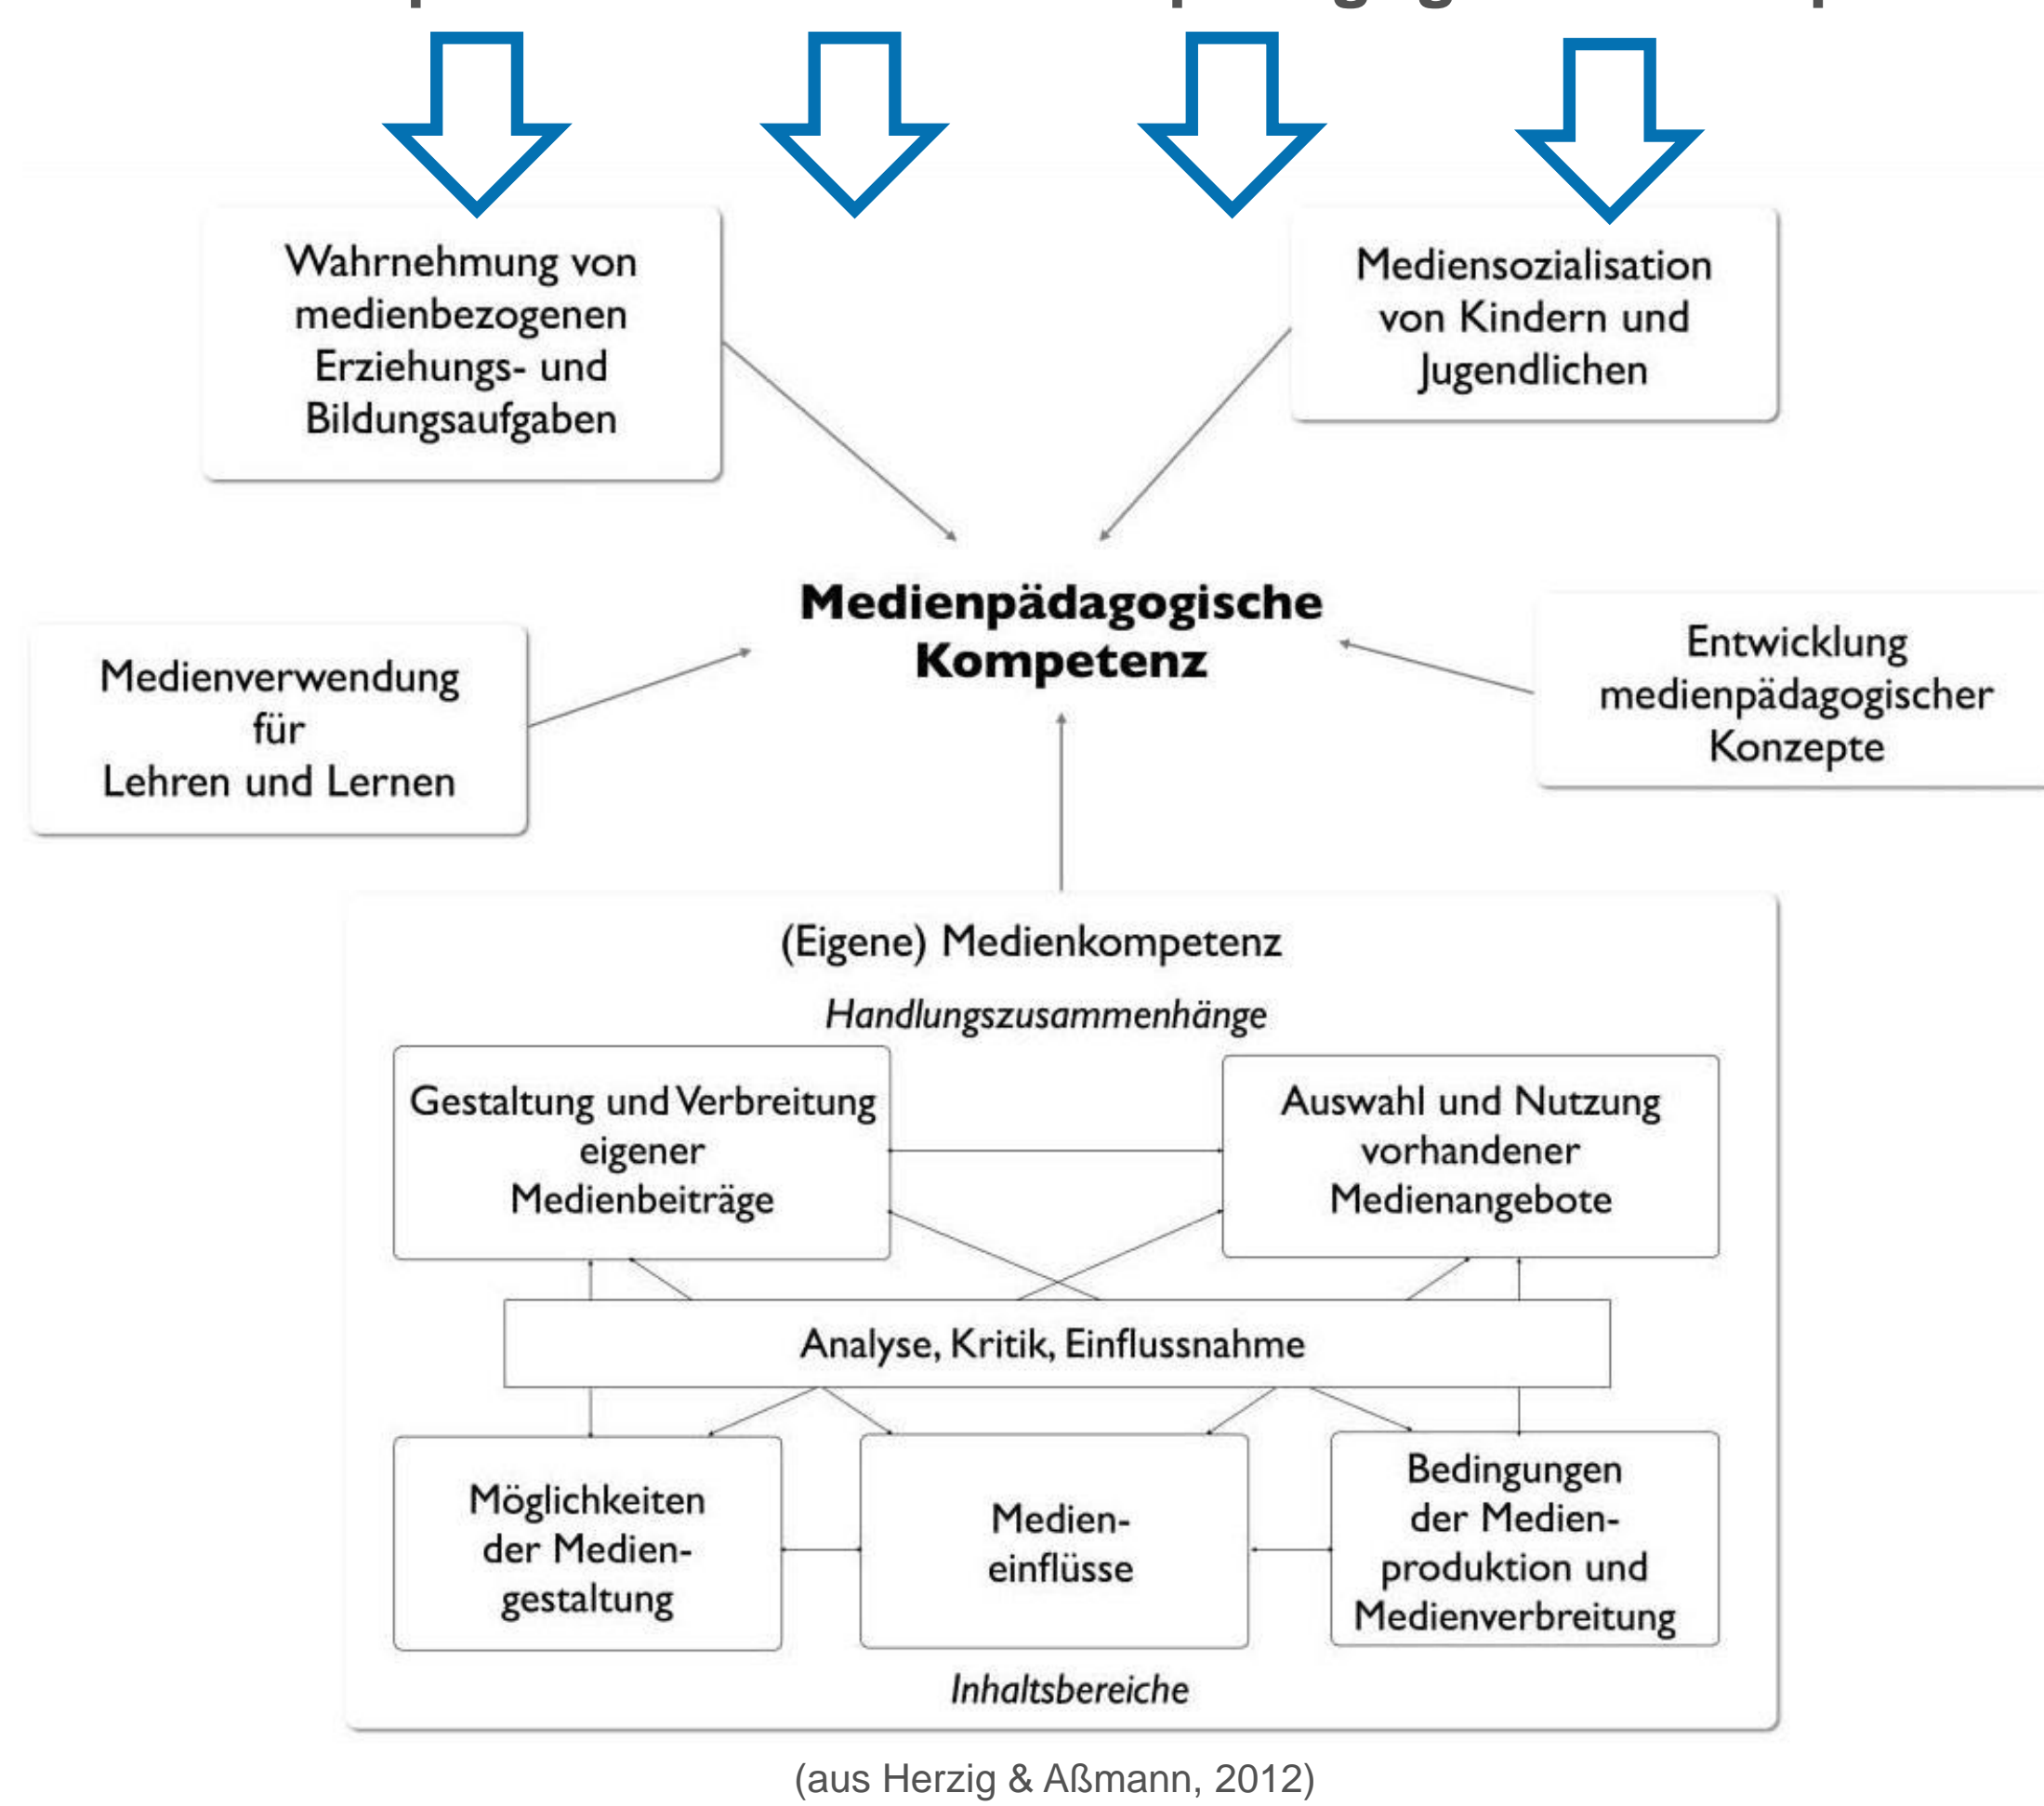 Wahrnehmung von
medienbezogenen
Erziehungs- und
Bildungsaufgaben
Mediensozialisation
von Kindern und
Jugendlichen
Medienpädagogische
Kompetenz
Medienverwendung
für
Lehren und Lernen
Entwicklung
medienpädagogischer
Konzepte
(Eigene) Medienkompetenz
Handlungszusammenhänge
Gestaltung und Verbreitung
eigener
Medienbeiträge
Auswahl und Nutzung
vorhandener
Medienangebote
Analyse, Kritik, Einflussnahme
Möglichkeiten
der Medien-
gestaltung
Medien-
einflüsse
Bedingungen
der Medien-
produktion und
Medienverbreitung
Inhaltsbereiche
(aus Herzig & Aßmann, 2012)